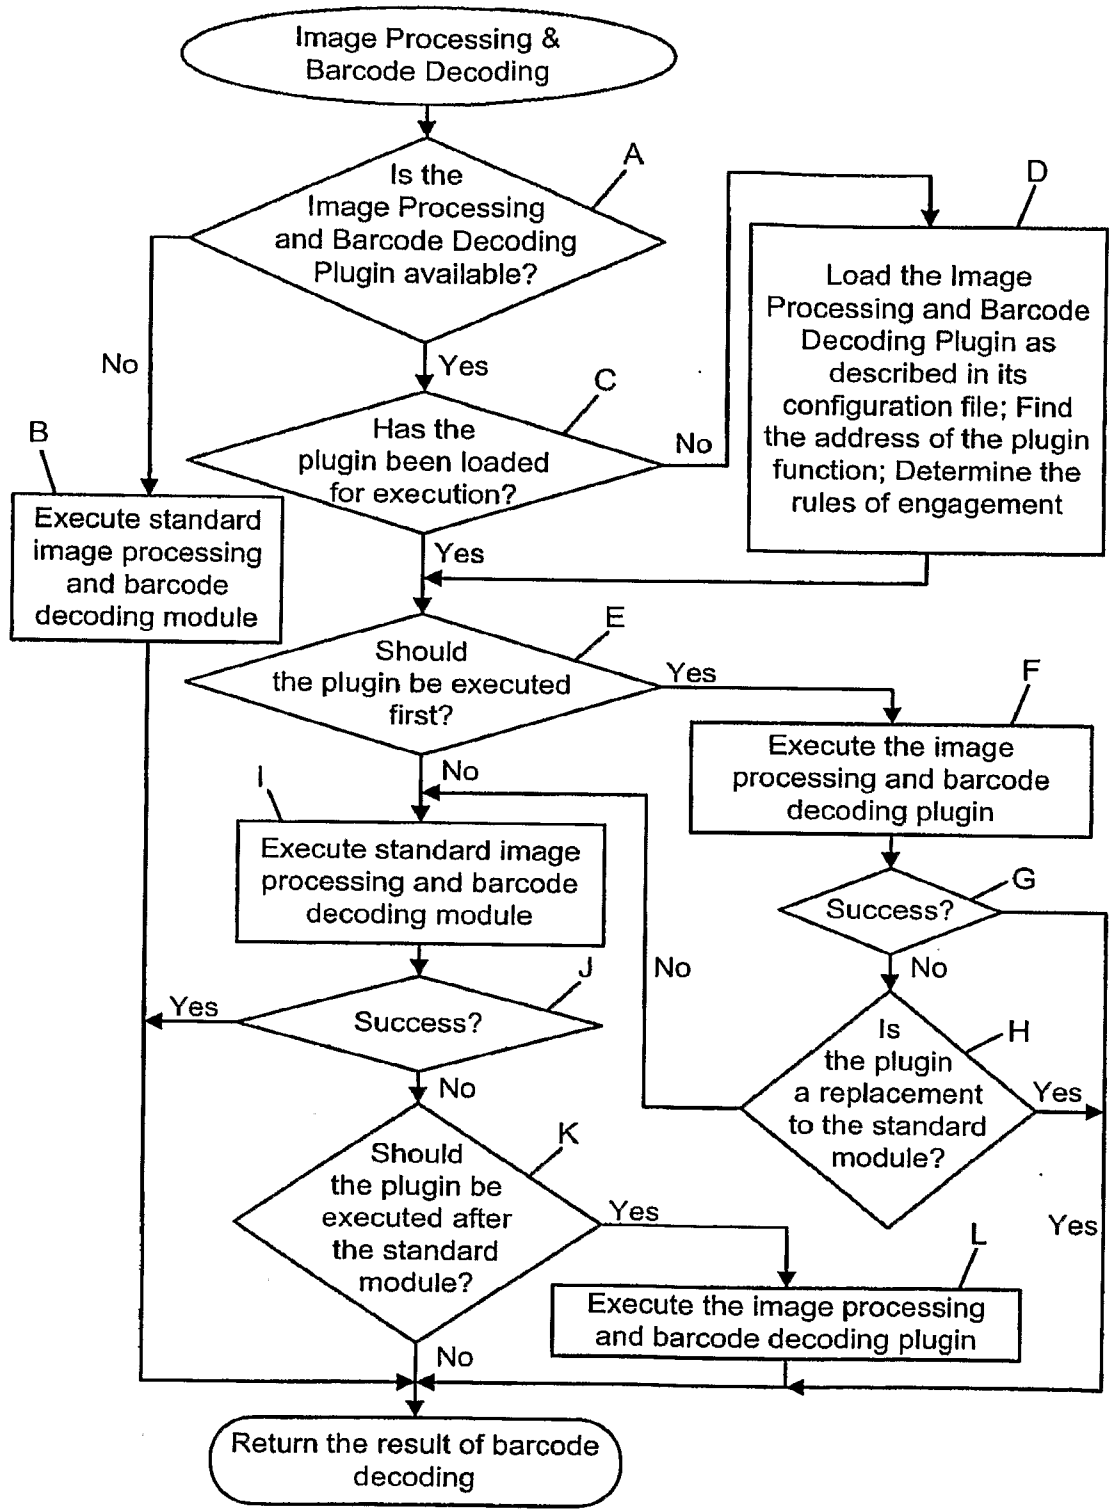 Image Processing &
Barcode Decoding
A
Is the
Image Processing
and Barcode Decoding
Plugin available?
No
Yes
D
Load the Image
Processing and Barcode
Decoding Plugin as
described in its
configuration file; Find
the address of the plugin
function; Determine the
rules of engagement
C
Has the
plugin been loaded
for execution?
No
Yes
B
Execute standard
image processing
and barcode
decoding module
E
Should
the plugin be executed
first?
Yes
No
F
Execute the image
processing and barcode
decoding plugin
G
Success?
No
Yes
H
Is
the plugin
a replacement
to the standard
module?
Yes
No
I
Execute standard image
processing and barcode
decoding module
J
Success?
Yes
No
K
Should
the plugin be
executed after
the standard
module?
Yes
No
L
Execute the image processing
and barcode decoding plugin
Return the result of barcode
decoding